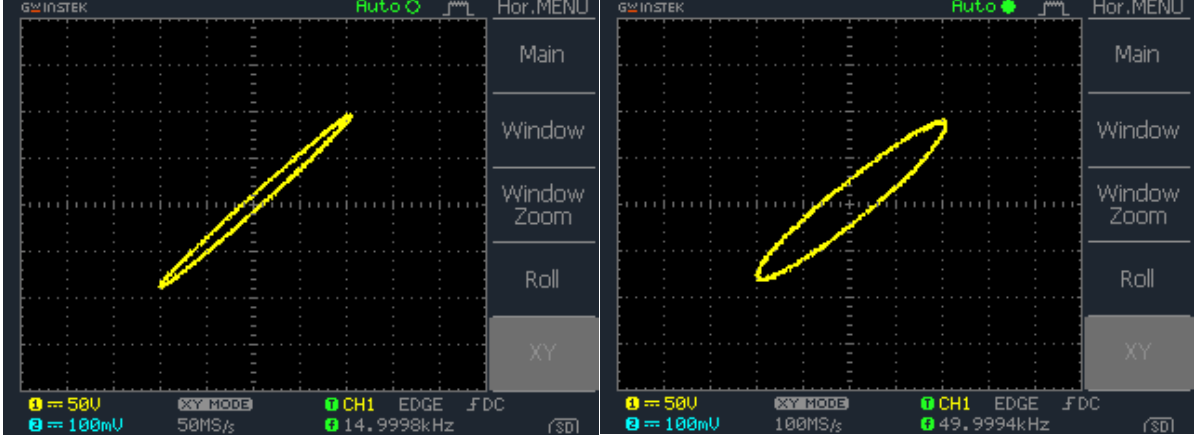 GWINSTEK Auto Hor.MENU
Main
Window
Window
Zoom
Roll
XY
1 50V XY MODE T CH1 EDGE DC
2 100mV 50MS/s f 14.9998kHz SD
GWINSTEK Auto Hor.MENU
Main
Window
Window
Zoom
Roll
XY
1 50V XY MODE T CH1 EDGE DC
2 100mV 100MS/s f 49.9994kHz SD